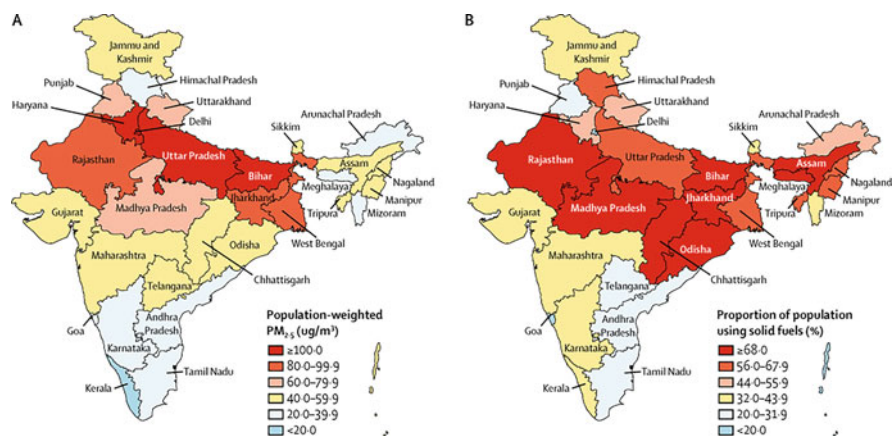 A
Jammu and
Kashmir
Punjab
Himachal Pradesh
Haryana
Uttarakhand
Delhi
Arunachal Pradesh
Sikkim
Rajasthan
Uttar Pradesh
Assam
Bihar
Meghalaya
Nagaland
Gujarat
Madhya Pradesh
Jharkhand
Manipur
Tripura
Mizoram
West Bengal
Maharashtra
Odisha
Chhattisgarh
Telangana
Goa
Andhra
Pradesh
Karnataka
Tamil Nadu
Kerala
Population-weighted
PM2·5 (ug/m³)
≥100·0
80·0–99·9
60·0–79·9
40·0–59·9
20·0–39·9
<20·0
B
Jammu and
Kashmir
Punjab
Himachal Pradesh
Haryana
Uttarakhand
Delhi
Arunachal Pradesh
Sikkim
Rajasthan
Uttar Pradesh
Assam
Bihar
Meghalaya
Nagaland
Gujarat
Madhya Pradesh
Jharkhand
Manipur
Tripura
Mizoram
West Bengal
Maharashtra
Odisha
Chhattisgarh
Telangana
Goa
Andhra
Pradesh
Karnataka
Tamil Nadu
Kerala
Proportion of population
using solid fuels (%)
≥68·0
56·0–67·9
44·0–55·9
32·0–43·9
20·0–31·9
<20·0